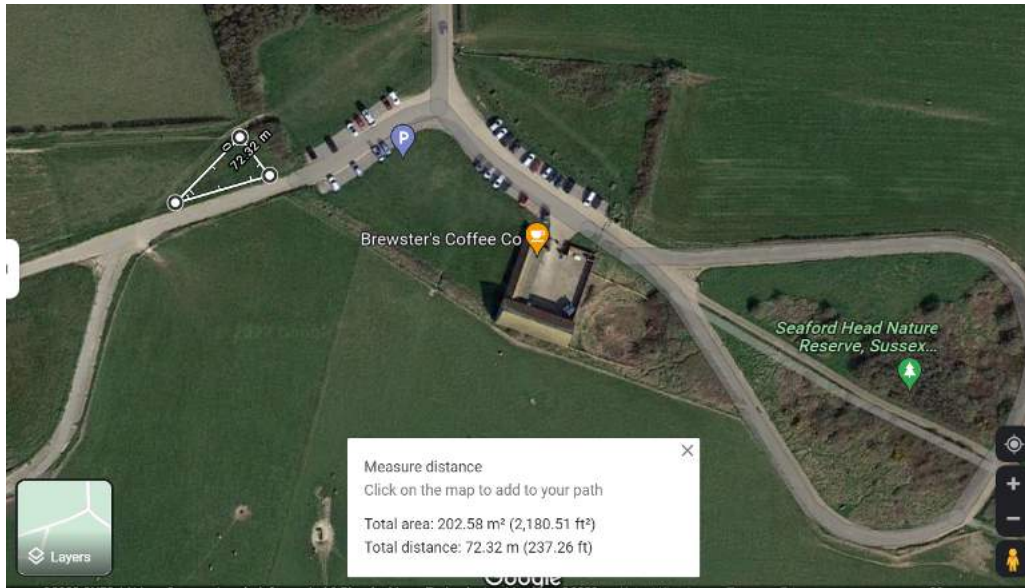 72.32 m
P
Brewster's Coffee Co
Seaford Head Nature
Reserve, Sussex...
Measure distance
Click on the map to add to your path
Total area: 202.58 m² (2,180.51 ft²)
Total distance: 72.32 m (237.26 ft)
Layers
Google